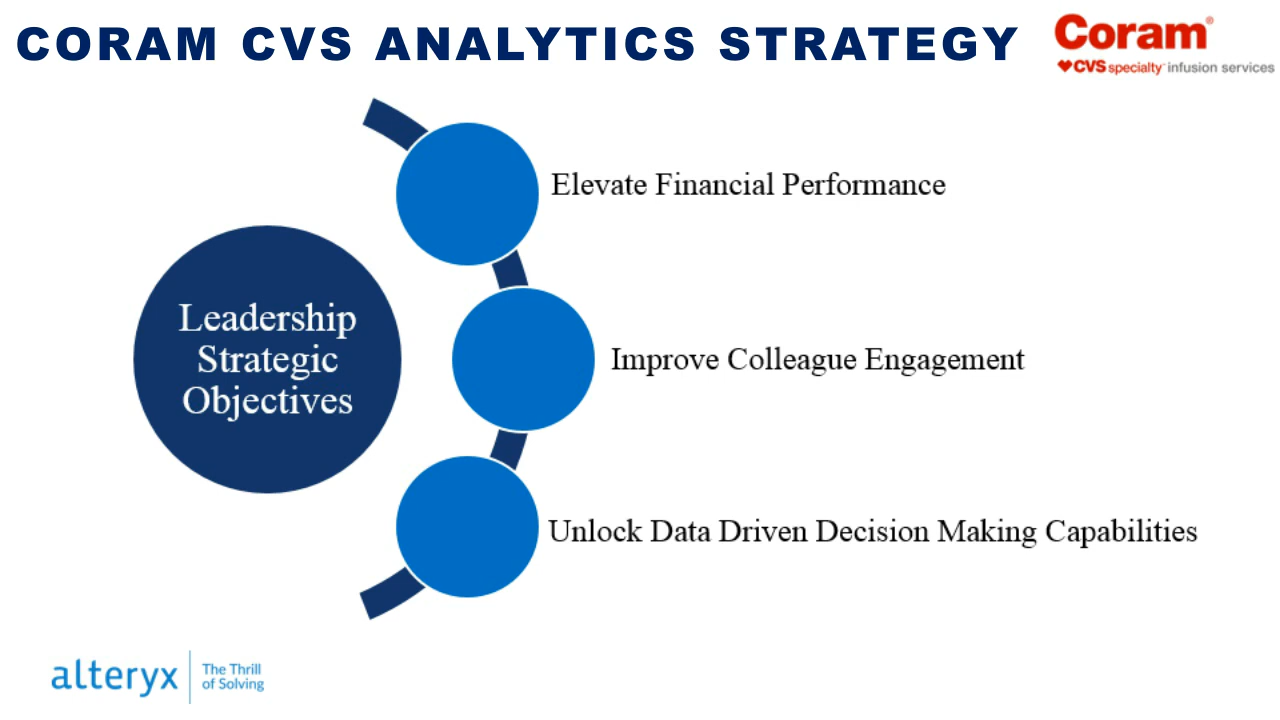 CORAM CVS ANALYTICS STRATEGY
Coram®
CVS specialty™ infusion services
Elevate Financial Performance
Leadership
Strategic
Objectives
Improve Colleague Engagement
Unlock Data Driven Decision Making Capabilities
alteryx
The Thrill
of Solving